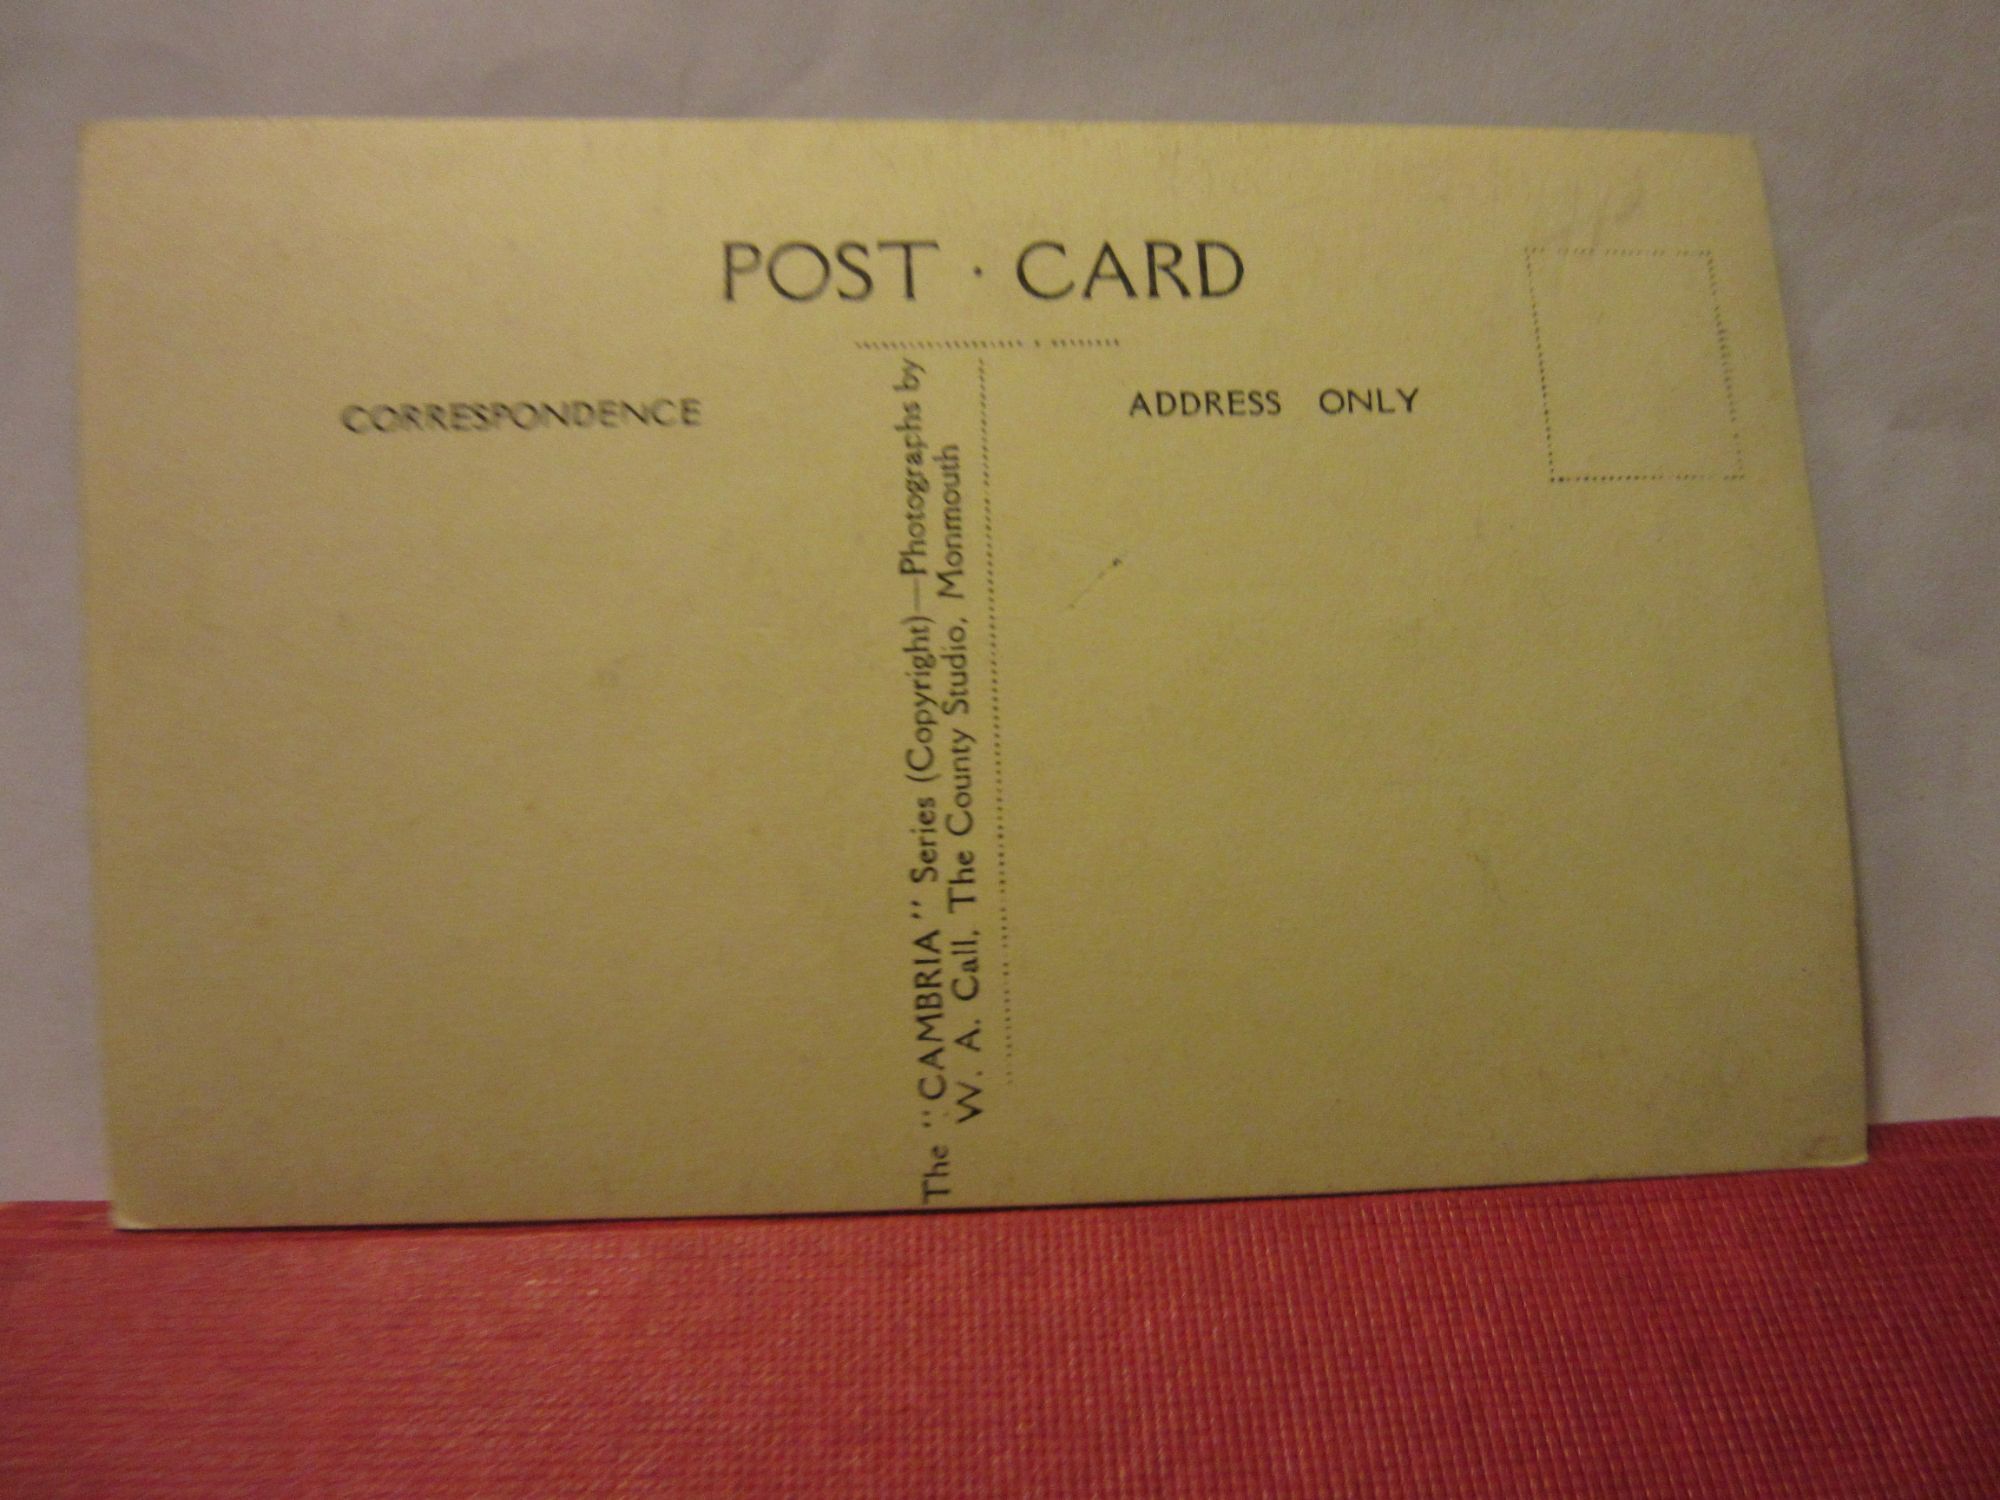 POST · CARD
CORRESPONDENCE
ADDRESS ONLY
The "CAMBRIA" Series (Copyright)—Photographs by
W. A. Call, The County Studio, Monmouth